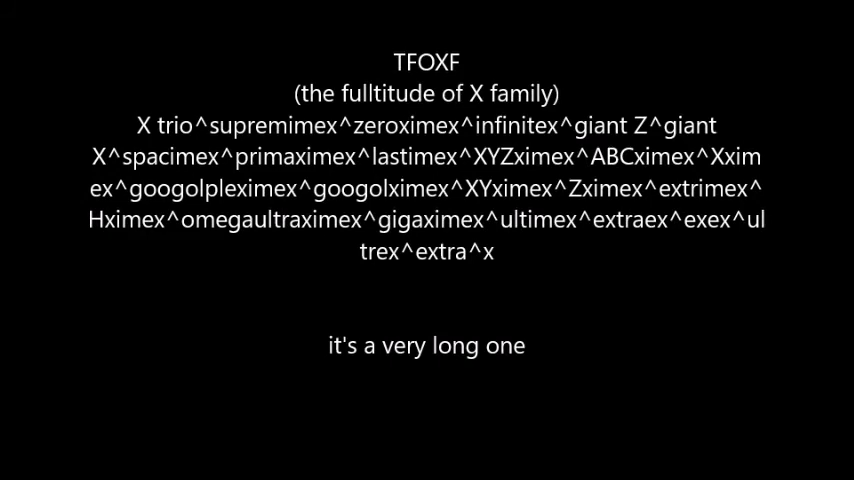 TFOXF
(the fulltitude of X family)
X trio^supremimex^zeroximex^infinitex^giant Z^giant
X^spacimex^primaximex^lastimex^XYZximex^ABCximex^Xxim
ex^googolpleximex^googolximex^XYximex^Zximex^extrimex^
Hximex^omegaultraximex^gigaximex^ultimex^extraex^exex^ul
trex^extra^x
it's a very long one